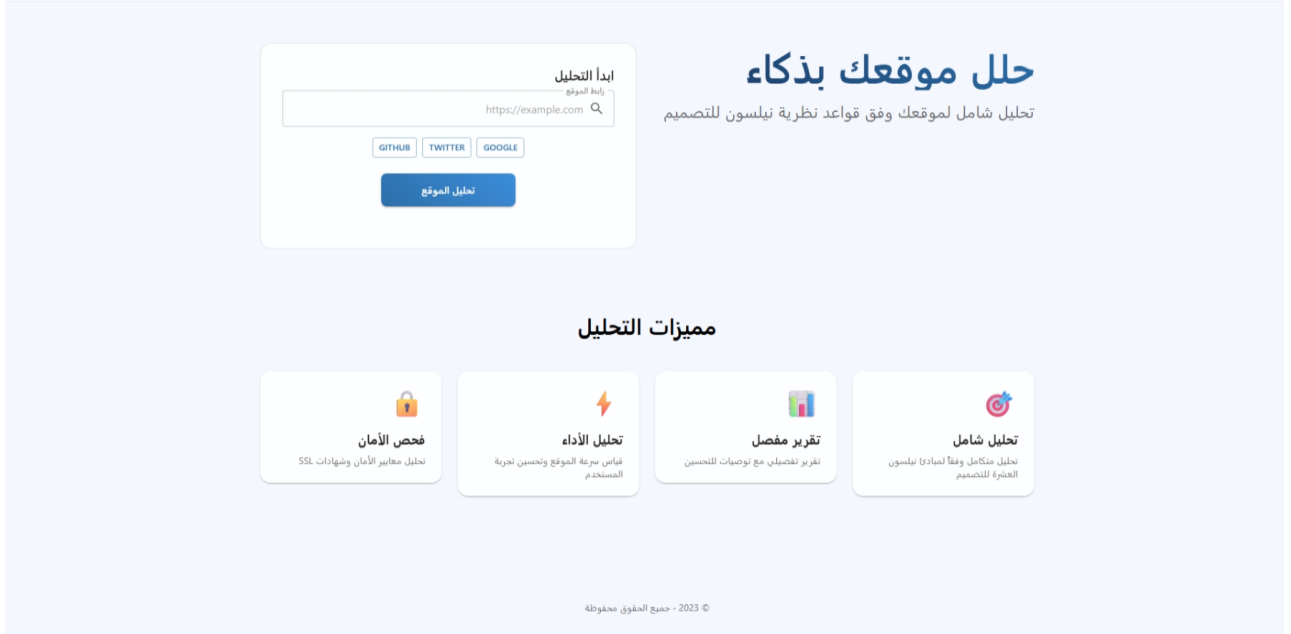 حلل موقعك بذكاء
تحليل شامل لموقعك وفق قواعد نظرية نيلسون للتصميم
ابدأ التحليل
رابط الموقع
https://example.com
GOOGLE
TWITTER
GITHUB
تحليل الموقع
مميزات التحليل
تحليل شامل
تحليل متكامل وفقاً لمبادئ نيلسون
العشرة للتصميم
تقرير مفصل
تقرير تفصيلي مع توصيات للتحسين
تحليل الأداء
قياس سرعة الموقع وتحسين تجربة
المستخدم
فحص الأمان
تحليل معايير الأمان وشهادات SSL
© 2023 - جميع الحقوق محفوظة